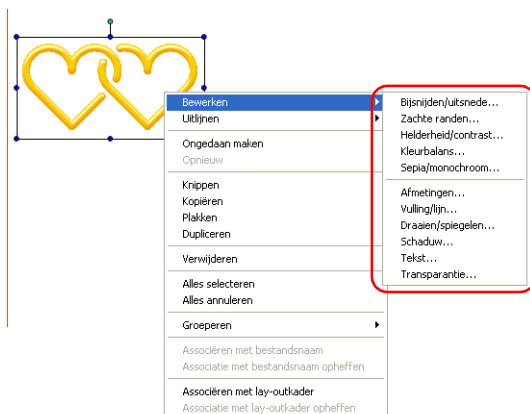 Bewerken
Uitlijnen
Ongedaan maken
Opnieuw
Knippen
Kopiëren
Plakken
Dupliceren
Verwijderen
Alles selecteren
Alles annuleren
Groeperen
Associëren met bestandsnaam
Associatie met bestandsnaam opheffen
Associëren met lay-outkader
Associatie met lay-outkader opheffen
Bijsnijden/uitsnede...
Zachte randen...
Helderheid/contrast...
Kleurbalans...
Sepia/monochroom...
Afmetingen...
Vulling/lijn...
Draaien/spiegelen...
Schaduw...
Tekst...
Transparantie...